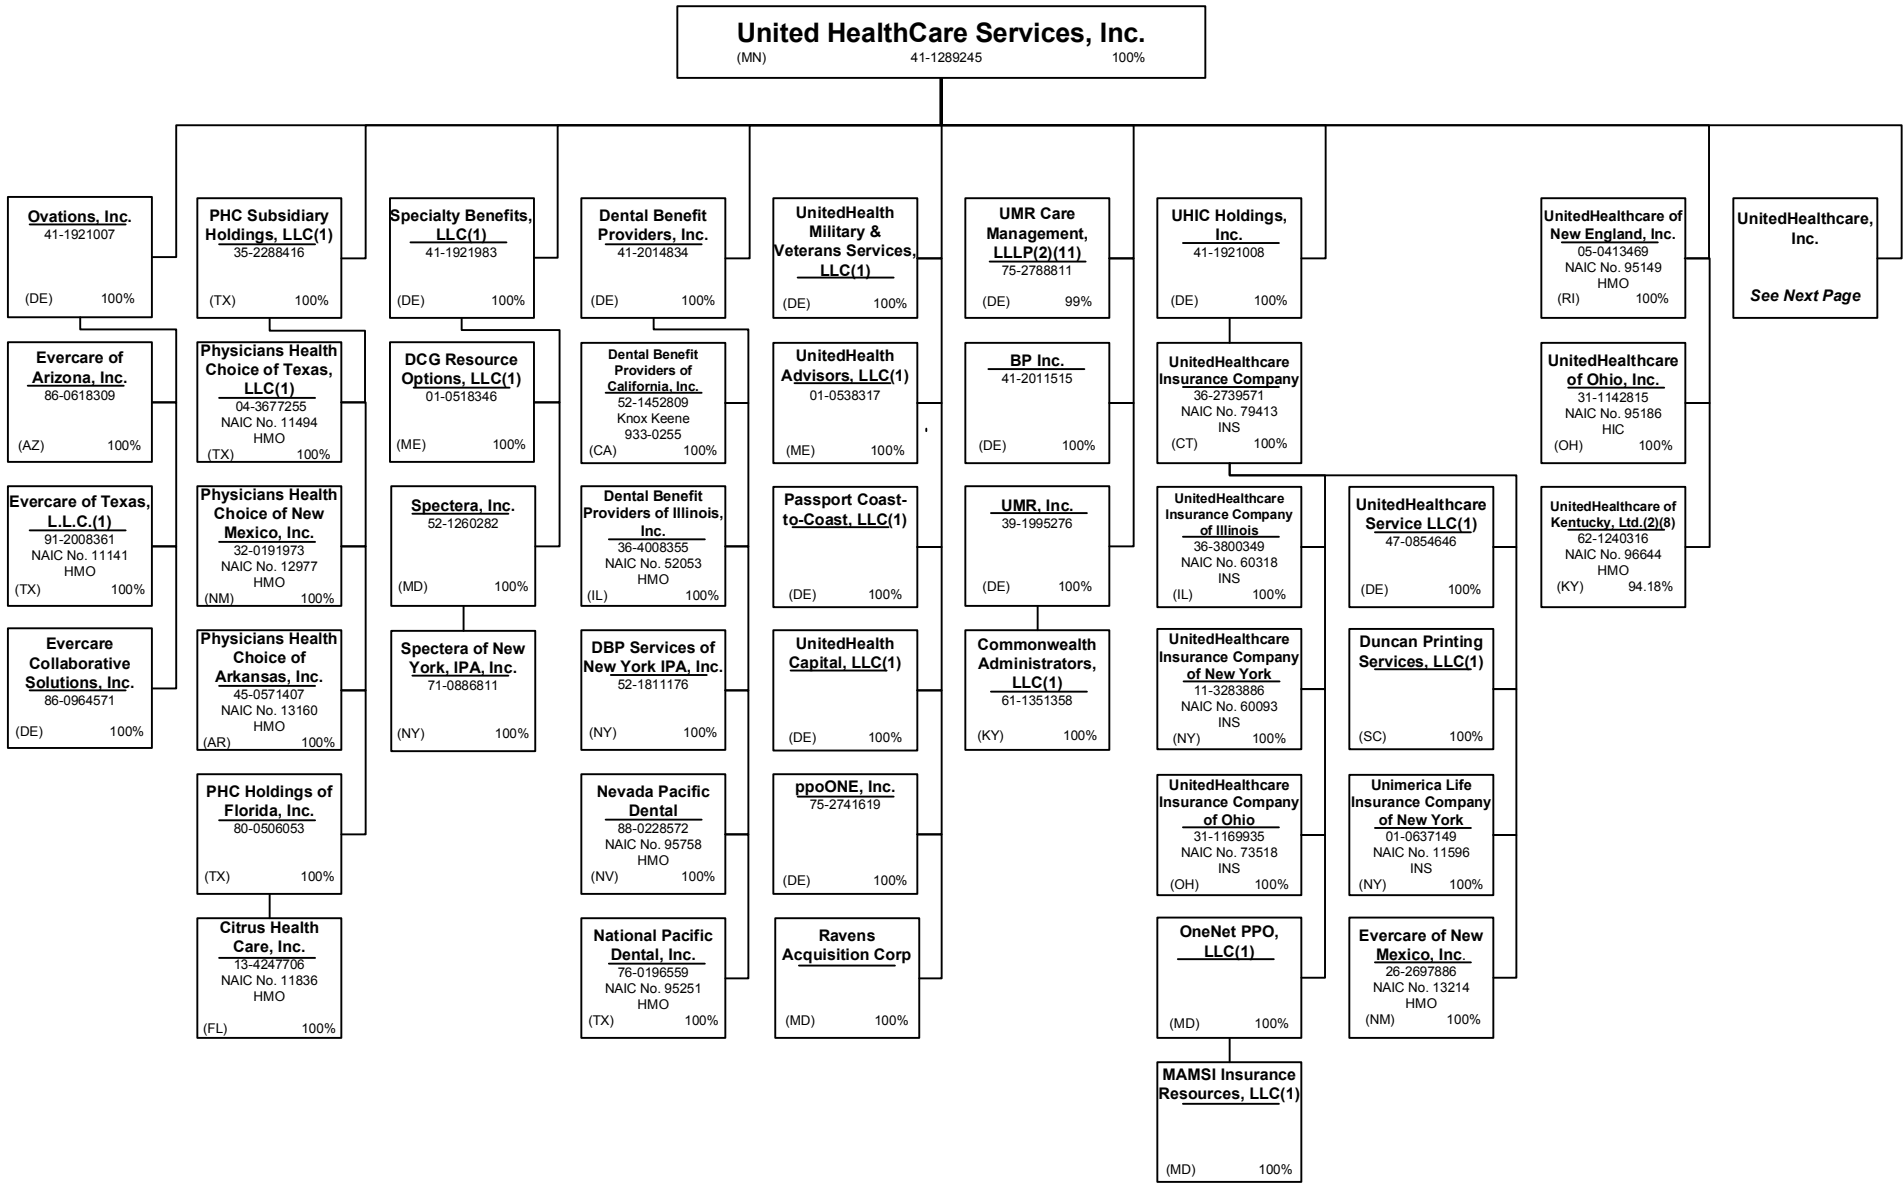 United HealthCare Services, Inc.
(MN) 41-1289245 100%
Ovations, Inc.
41-1921007
(DE) 100%
Evercare of
Arizona, Inc.
86-0618309
(AZ) 100%
Evercare of Texas,
L.L.C.(1)
91-2008361
NAIC No. 11141
HMO
(TX) 100%
Evercare
Collaborative
Solutions, Inc.
86-0964571
(DE) 100%
PHC Subsidiary
Holdings, LLC(1)
35-2288416
(TX) 100%
Physicians Health
Choice of Texas,
LLC(1)
04-3677255
NAIC No. 11494
HMO
(TX) 100%
Physicians Health
Choice of New
Mexico, Inc.
32-0191973
NAIC No. 12977
HMO
(NM) 100%
Physicians Health
Choice of
Arkansas, Inc.
45-0571407
NAIC No. 13160
HMO
(AR) 100%
PHC Holdings of
Florida, Inc.
80-0506053
(TX) 100%
Citrus Health
Care, Inc.
13-4247706
NAIC No. 11836
HMO
(FL) 100%
Specialty Benefits,
LLC(1)
41-1921983
(DE) 100%
DCG Resource
Options, LLC(1)
01-0518346
(ME) 100%
Spectera, Inc.
52-1260282
(MD) 100%
Spectera of New
York, IPA, Inc.
71-0886811
(NY) 100%
Dental Benefit
Providers, Inc.
41-2014834
(DE) 100%
Dental Benefit
Providers of
California, Inc.
52-1452809
Knox Keene
933-0255
(CA) 100%
Dental Benefit
Providers of Illinois,
Inc.
36-4008355
NAIC No. 52053
HMO
(IL) 100%
DBP Services of
New York IPA, Inc.
52-1811176
(NY) 100%
Nevada Pacific
Dental
88-0228572
NAIC No. 95758
HMO
(NV) 100%
National Pacific
Dental, Inc.
76-0196559
NAIC No. 95251
HMO
(TX) 100%
UnitedHealth
Military &
Veterans Services,
LLC(1)
(DE) 100%
UnitedHealth
Advisors, LLC(1)
01-0538317
(ME) 100%
Passport Coast-
to-Coast, LLC(1)
(DE) 100%
UnitedHealth
Capital, LLC(1)
(DE) 100%
ppoONE, Inc.
75-2741619
(DE) 100%
Ravens
Acquisition Corp
(MD) 100%
UMR Care
Management,
LLLP(2)(11)
75-2788811
(DE) 99%
BP Inc.
41-2011515
(DE) 100%
UMR, Inc.
39-1995276
(DE) 100%
Commonwealth
Administrators,
LLC(1)
61-1351358
(KY) 100%
UHIC Holdings,
Inc.
41-1921008
(DE) 100%
UnitedHealthcare
Insurance Company
36-2739571
NAIC No. 79413
INS
(CT) 100%
UnitedHealthcare
Insurance Company
of Illinois
36-3800349
NAIC No. 60318
INS
(IL) 100%
UnitedHealthcare
Insurance Company
of New York
11-3283886
NAIC No. 60093
INS
(NY) 100%
UnitedHealthcare
Insurance Company
of Ohio
31-1169935
NAIC No. 73518
INS
(OH) 100%
OneNet PPO,
LLC(1)
(MD) 100%
MAMSI Insurance
Resources, LLC(1)
(MD) 100%
UnitedHealthcare
Service LLC(1)
47-0854646
(DE) 100%
Duncan Printing
Services, LLC(1)
(SC) 100%
Unimerica Life
Insurance Company
of New York
01-0637149
NAIC No. 11596
INS
(NY) 100%
Evercare of New
Mexico, Inc.
26-2697886
NAIC No. 13214
HMO
(NM) 100%
UnitedHealthcare of
New England, Inc.
05-0413469
NAIC No. 95149
HMO
(RI) 100%
UnitedHealthcare
of Ohio, Inc.
31-1142815
NAIC No. 95186
HIC
(OH) 100%
UnitedHealthcare of
Kentucky, Ltd.(2)(8)
62-1240316
NAIC No. 96644
HMO
(KY) 94.18%
UnitedHealthcare,
Inc.
See Next Page